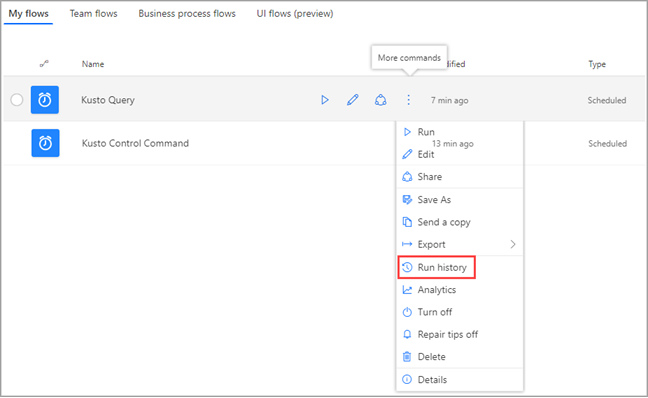 My flows Team flows Business process flows UI flows (preview)
More commands
Name dified Type
Kusto Query 7 min ago Scheduled
Run
Kusto Control Command 13 min ago Scheduled
Edit
Share
Save As
Send a copy
Export
Run history
Analytics
Turn off
Repair tips off
Delete
Details